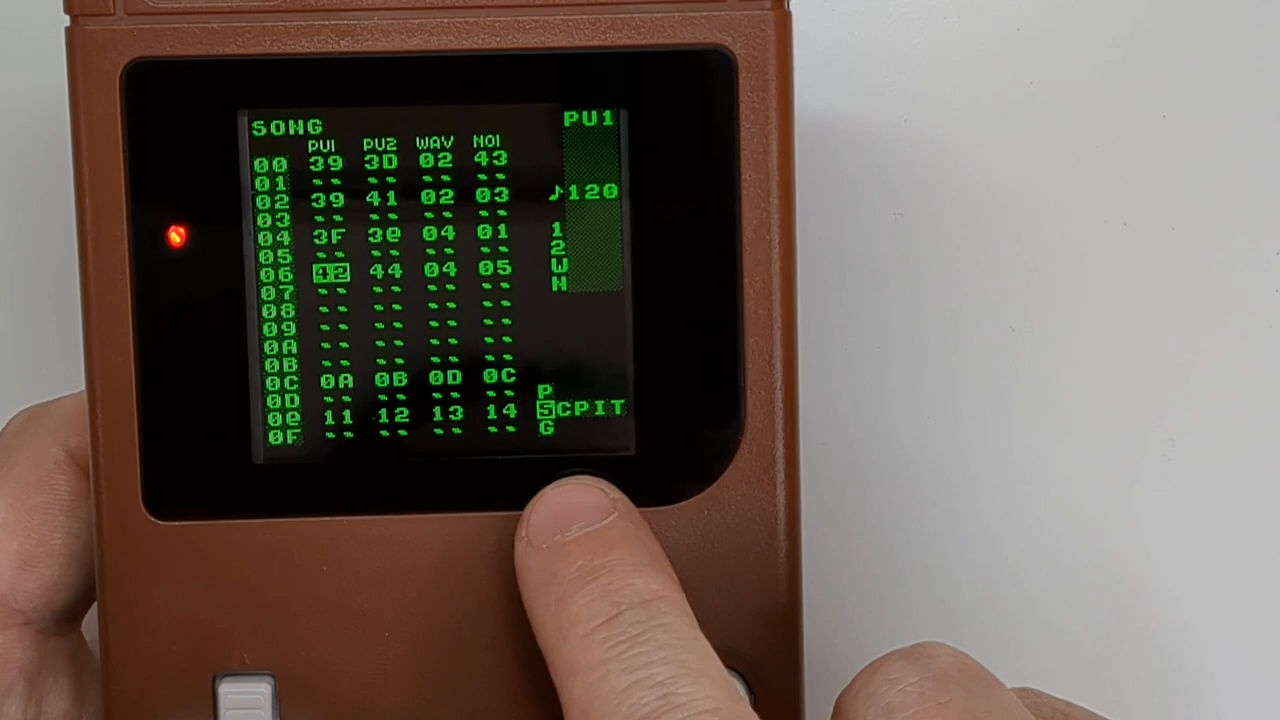 SONG PU1
PU1 PU2 WAV NOI
00 39 3D 02 43
01 -- -- -- --
02 39 41 02 03 ♪120
03 -- -- -- --
04 3F 3e 04 01 1
05 -- -- -- -- 2
06 42 44 04 05 W
07 -- -- -- -- N
08 -- -- -- --
09 -- -- -- --
0A -- -- -- --
0B -- -- -- --
0C 0A 0B 0D 0C P
0D -- -- -- --
0e 11 12 13 14 SCPIT
0F -- -- -- -- G